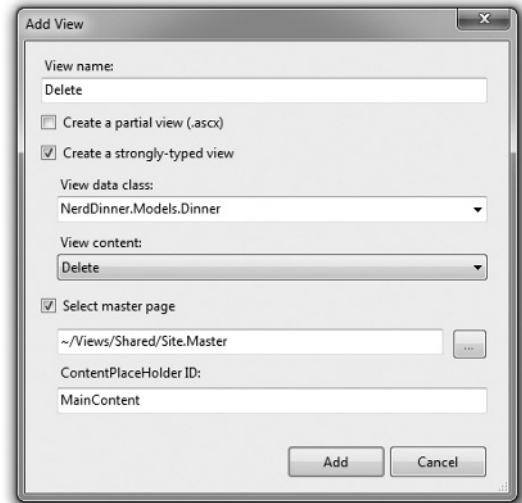 Add View
View name:
Delete
Create a partial view (.ascx)
Create a strongly-typed view
View data class:
NerdDinner.Models.Dinner
View content:
Delete
Select master page
~/Views/Shared/Site.Master
...
ContentPlaceHolder ID:
MainContent
Add Cancel